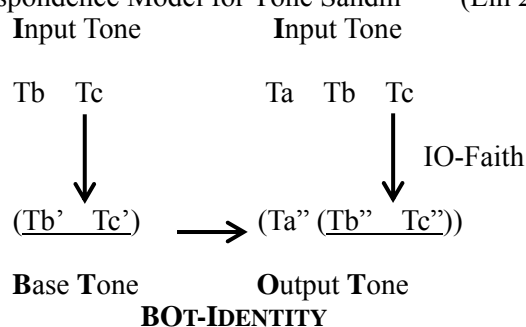 spondence Model for Tone Sandhi (Lin 2
Input Tone Input Tone
Tb Tc Ta Tb Tc
IO-Faith
(Tb’ Tc’) (Ta” (Tb” Tc”))
Base Tone Output Tone
BOT-IDENTITY